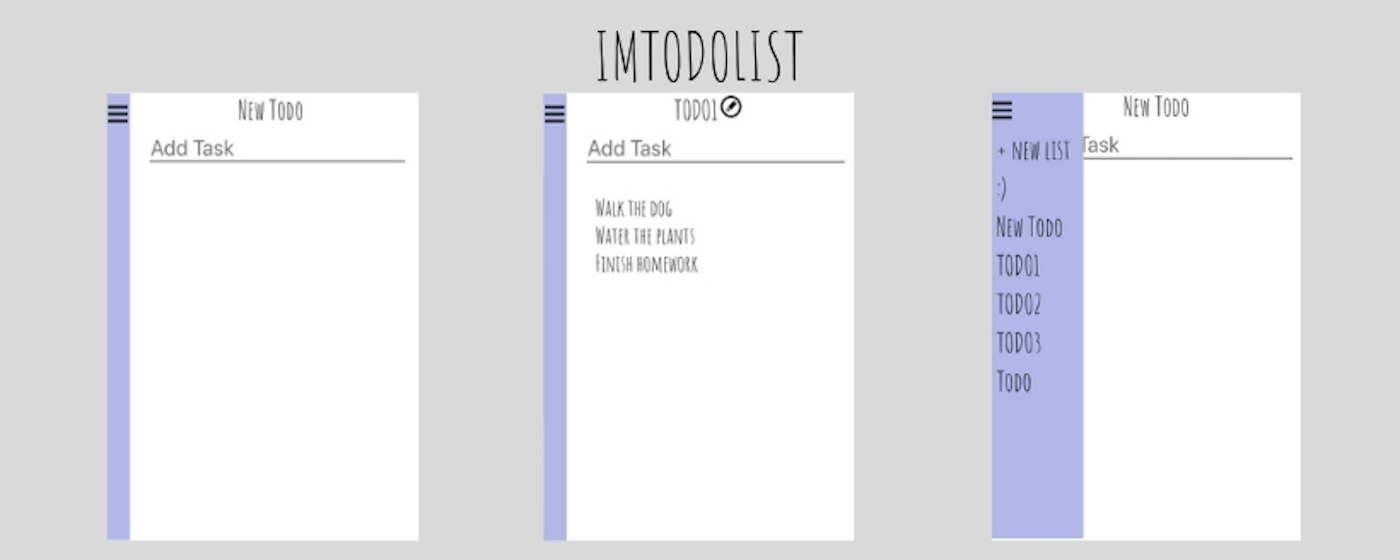 IMTODOLIST
New Todo
Add Task
TODO1
Add Task
Walk the dog
Water the plants
Finish homework
New Todo
Task
+ New List
:)
New Todo
TODO1
TODO2
TODO3
Todo